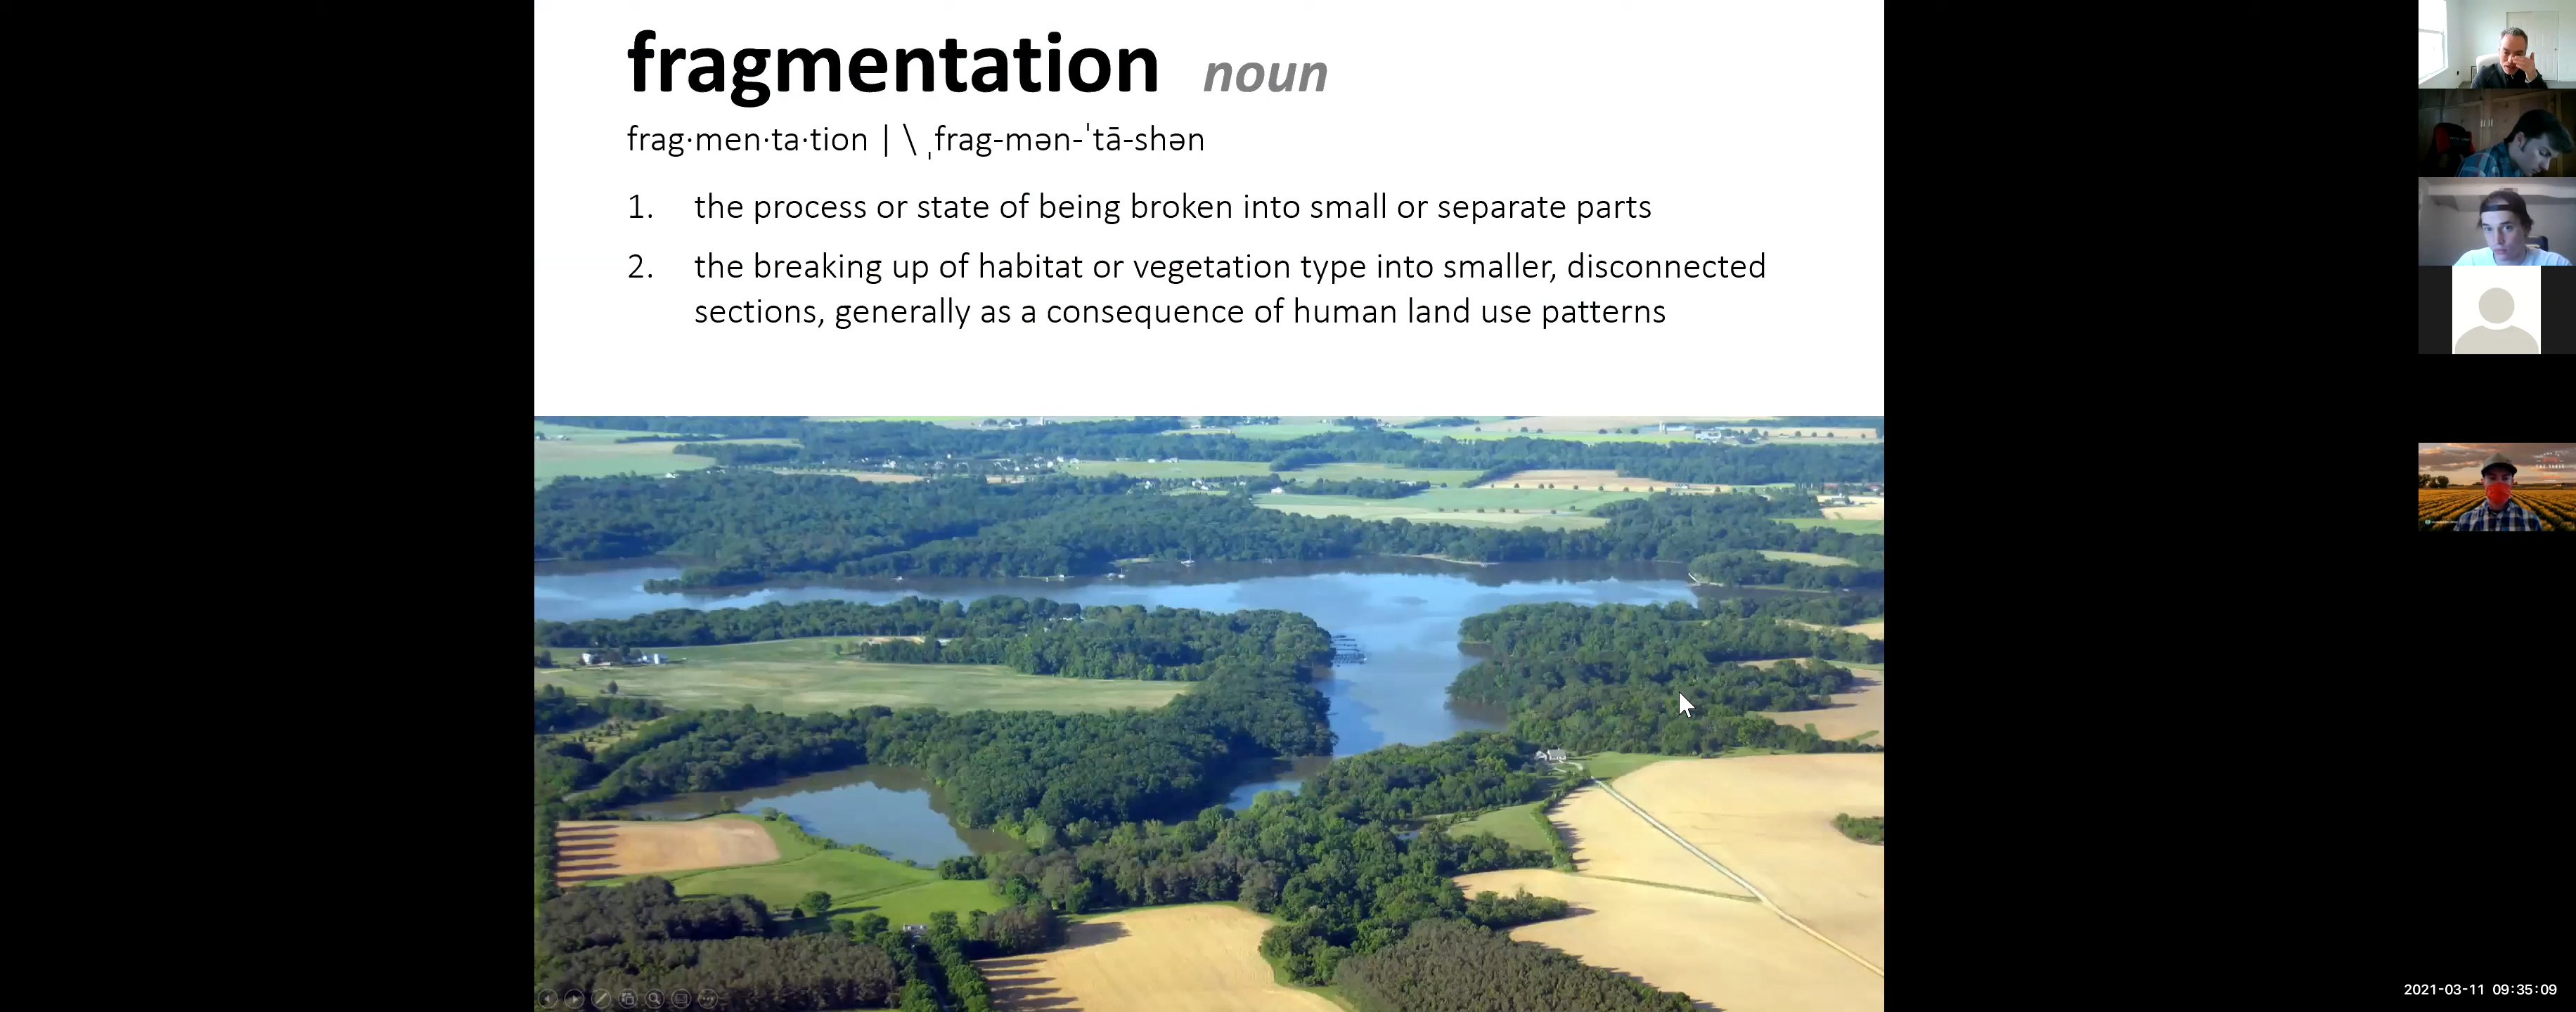 fragmentation noun
frag·men·ta·tion | \ ˌfrag-mən-ˈtā-shən
1. the process or state of being broken into small or separate parts
2. the breaking up of habitat or vegetation type into smaller, disconnected
sections, generally as a consequence of human land use patterns
2021-03-11 09:35:09